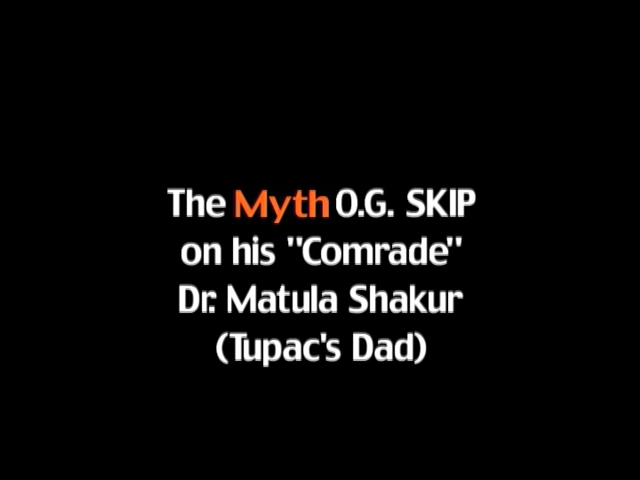 The Myth O.G. SKIP
on his "Comrade"
Dr. Matula Shakur
(Tupac's Dad)